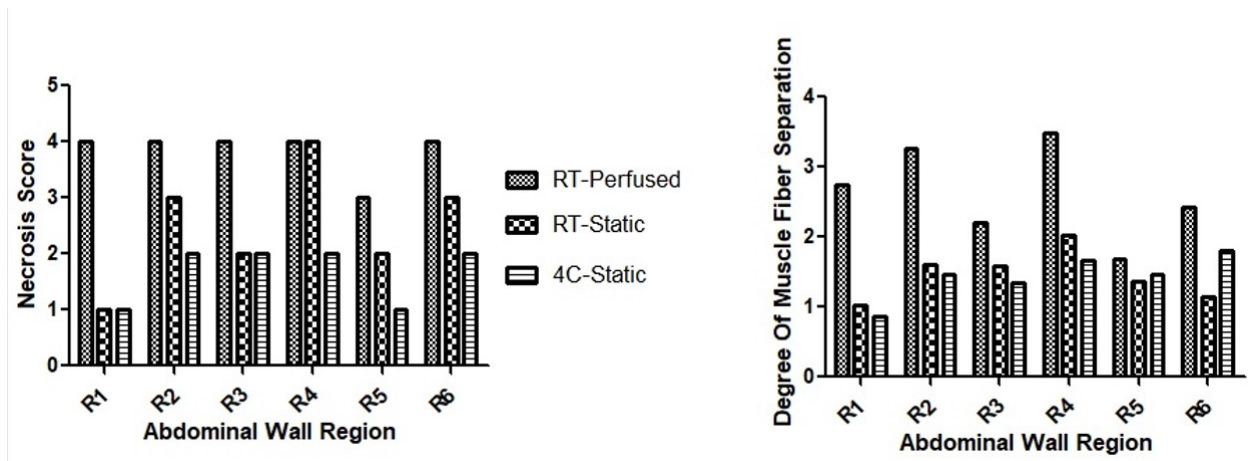 Necrosis Score
5
4
3
2
1
0
R1
R2
R3
R4
R5
R6
Abdominal Wall Region
RT-Perfused
RT-Static
4C-Static
Degree Of Muscle Fiber Separation
4
3
2
1
0
R1
R2
R3
R4
R5
R6
Abdominal Wall Region